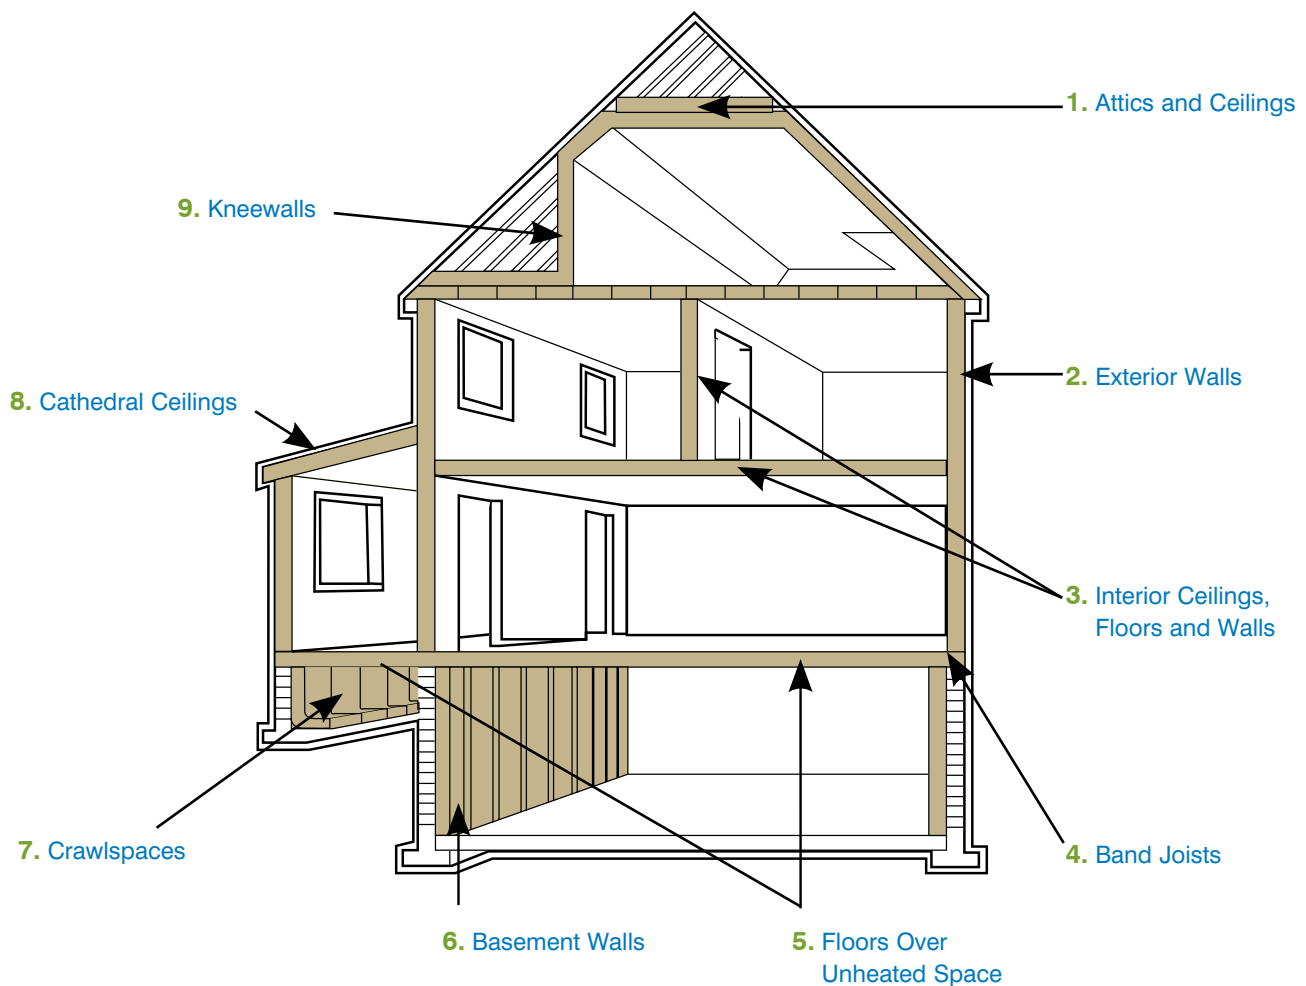 1. Attics and Ceilings
9. Kneewalls
2. Exterior Walls
8. Cathedral Ceilings
3. Interior Ceilings,
Floors and Walls
7. Crawlspaces
4. Band Joists
6. Basement Walls
5. Floors Over
Unheated Space